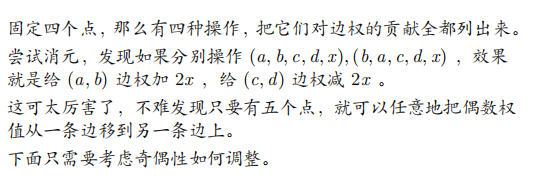 固定四个点，那么有四种操作，把它们对边权的贡献全都列出来。
尝试消元，发现如果分别操作 (a, b, c, d, x), (b, a, c, d, x) ，效果
就是给 (a, b) 边权加 2x ，给 (c, d) 边权减 2x 。
这可太厉害了，不难发现只要有五个点，就可以任意地把偶数权
值从一条边移到另一条边上。
下面只需要考虑奇偶性如何调整。